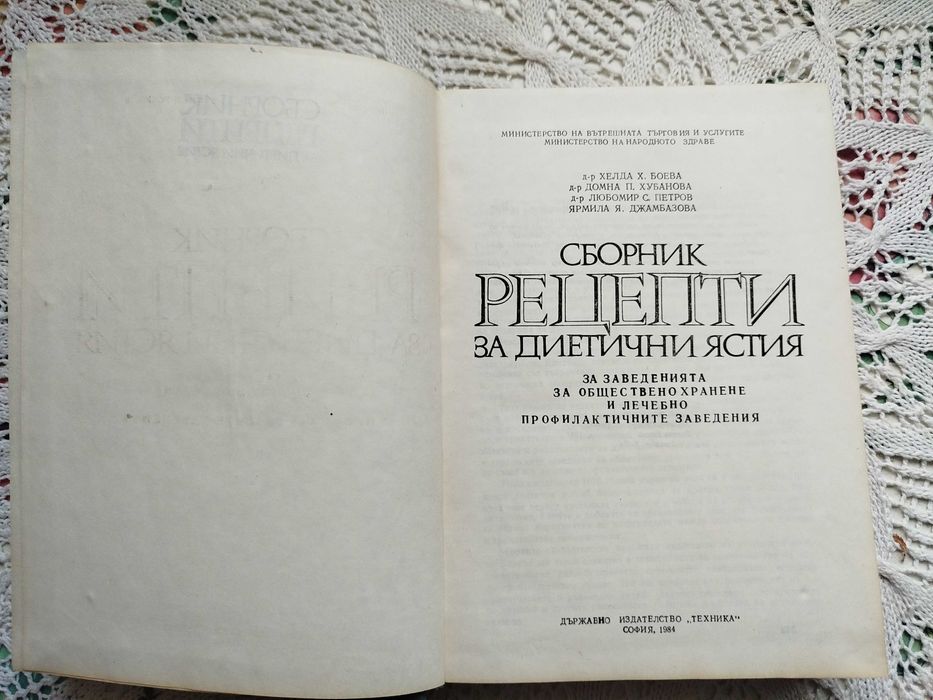 МИНИСТЕРСТВО НА ВЪТРЕШНАТА ТЪРГОВИЯ И УСЛУГИТЕ
МИНИСТЕРСТВО НА НАРОДНОТО ЗДРАВЕ
д-р ХЕЛДА Х. БОЕВА
д-р ДОМНА П. ХУБАНОВА
д-р ЛЮБОМИР С. ПЕТРОВ
ЯРМИЛА Я. ДЖАМБАЗОВА
СБОРНИК
РЕЦЕПТИ
ЗА ДИЕТИЧНИ ЯСТИЯ
ЗА ЗАВЕДЕНИЯТА
ЗА ОБЩЕСТВЕНО ХРАНЕНЕ
И ЛЕЧЕБНО
ПРОФИЛАКТИЧНИТЕ ЗАВЕДЕНИЯ
ДЪРЖАВНО ИЗДАТЕЛСТВО „ТЕХНИКА“
СОФИЯ, 1984